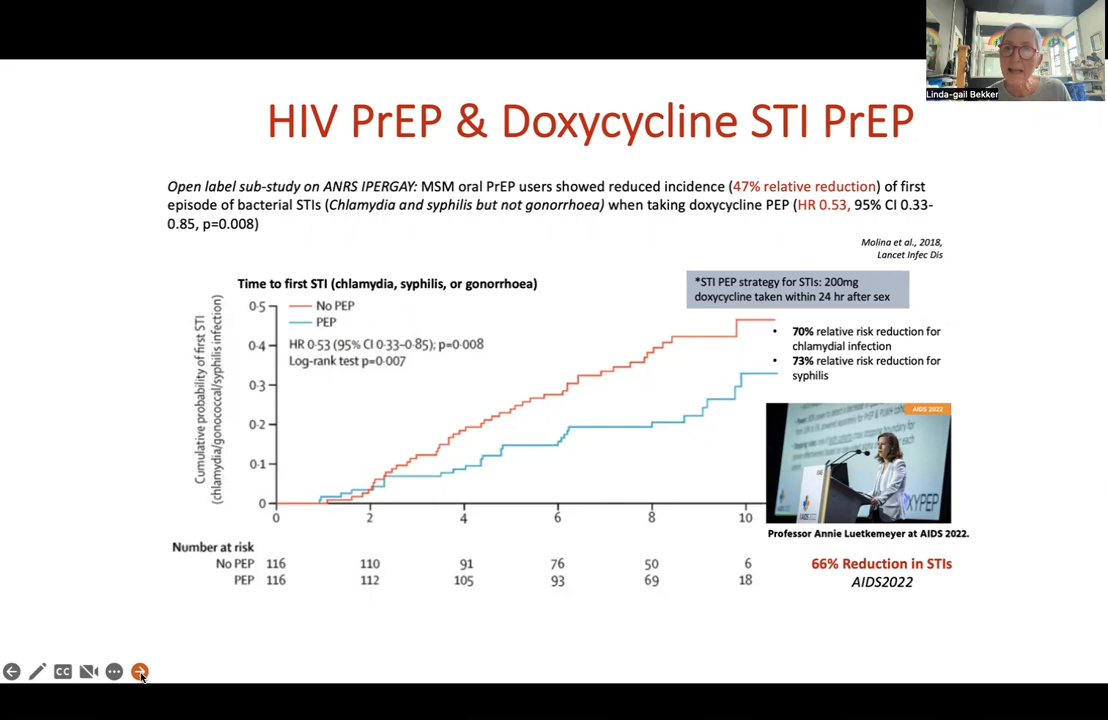 Linda-gail Bekker
HIV PrEP & Doxycycline STI PrEP
Open label sub-study on ANRS IPERGAY: MSM oral PrEP users showed reduced incidence (47% relative reduction) of first
episode of bacterial STIs (Chlamydia and syphilis but not gonorrhoea) when taking doxycycline PEP (HR 0.53, 95% CI 0.33-
0.85, p=0.008)
Molina et al., 2018,
Lancet Infec Dis
Time to first STI (chlamydia, syphilis, or gonorrhoea)
*STI PEP strategy for STIs: 200mg
doxycycline taken within 24 hr after sex
Cumulative probability of first STI
(chlamydia/gonococcal/syphilis infection)
0·5
0·4
0·3
0·2
0·1
0
No PEP
PEP
HR 0·53 (95% CI 0·33–0·85); p=0·008
Log-rank test p=0·007
0 2 4 6 8 10
• 70% relative risk reduction for
chlamydial infection
• 73% relative risk reduction for
syphilis
AIDS 2022
XYPEP
Professor Annie Luetkemeyer at AIDS 2022.
Number at risk
No PEP 116 110 91 76 50 6
PEP 116 112 105 93 69 18
66% Reduction in STIs
AIDS2022
CC